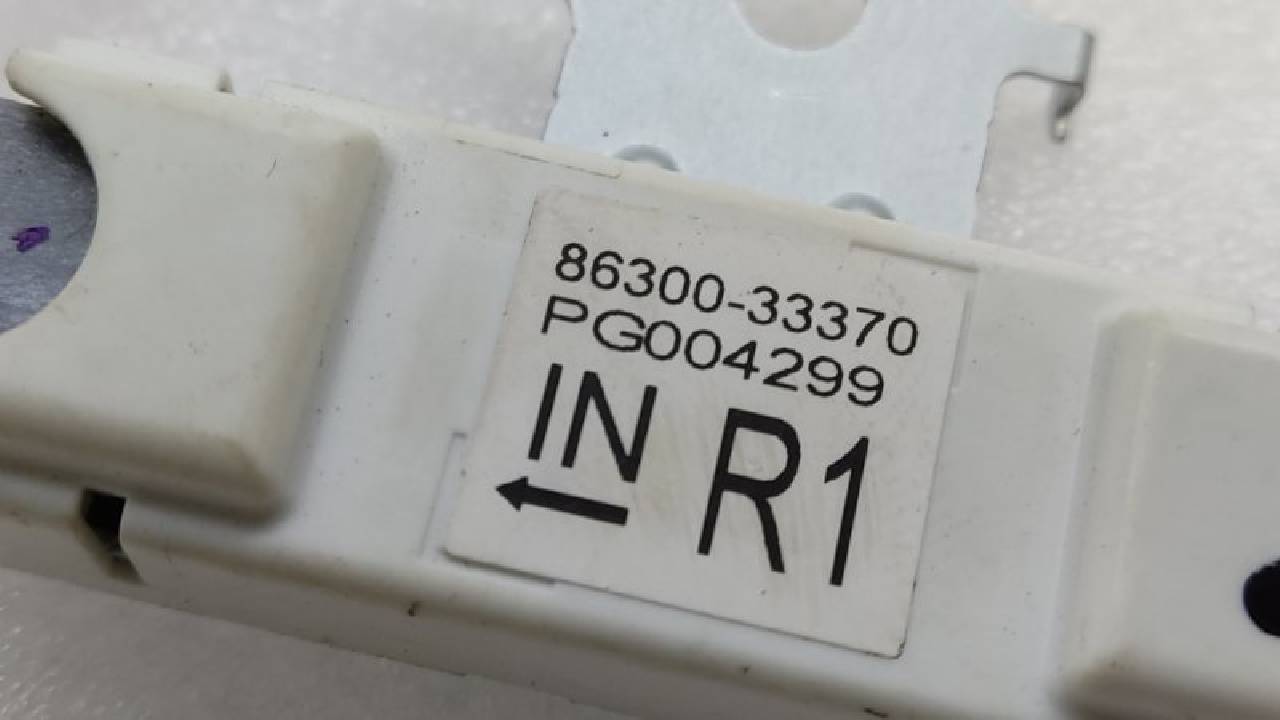 86300-33370
PG004299
IN R1
←